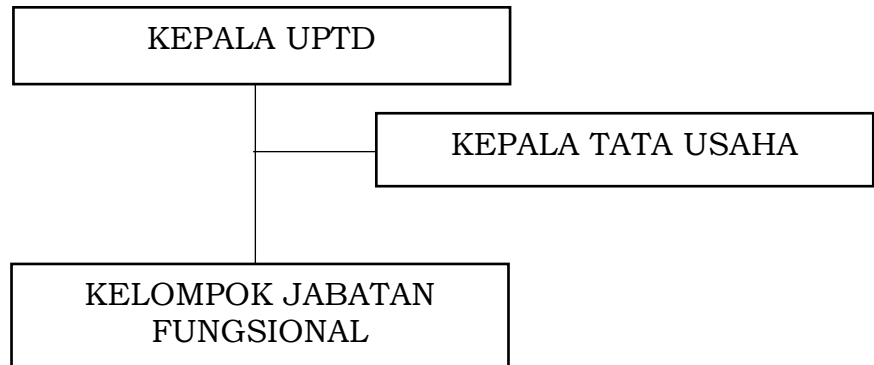 KEPALA UPTD
KEPALA TATA USAHA
KELOMPOK JABATAN
FUNGSIONAL